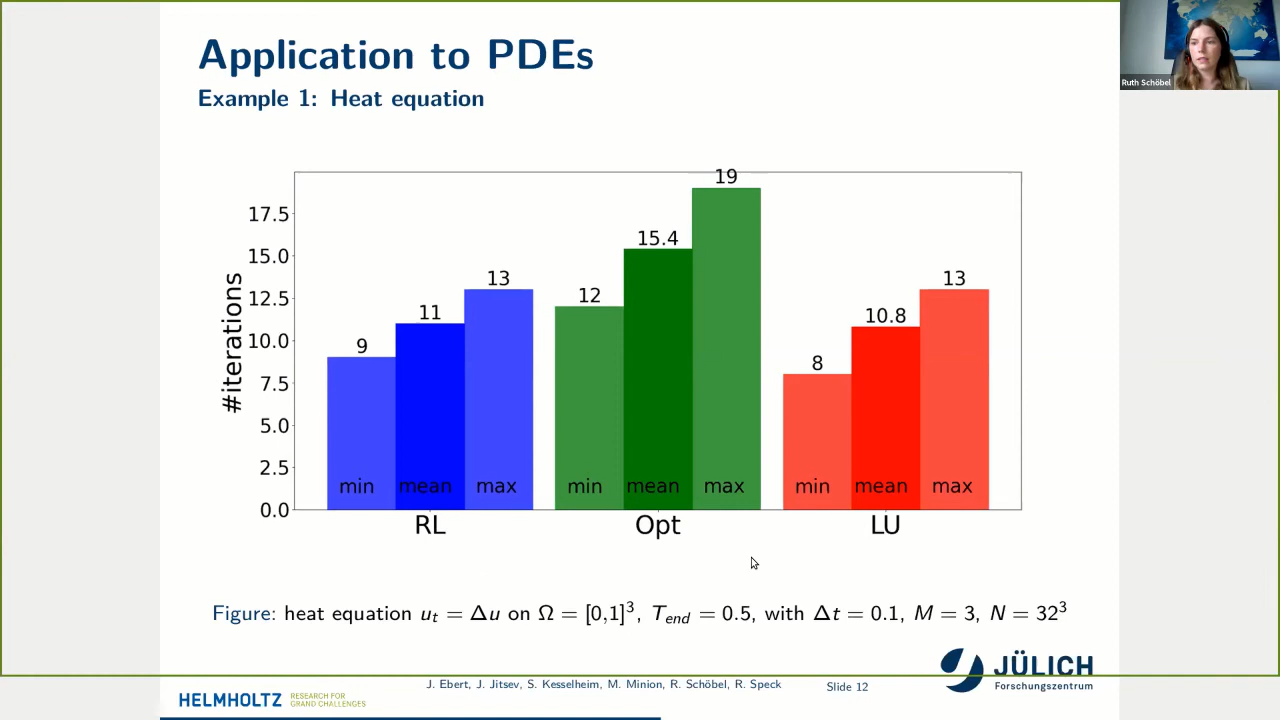 Application to PDEs
Example 1: Heat equation
Ruth Schöbel
#iterations
17.5
15.0
12.5
10.0
7.5
5.0
2.5
0.0
9
11
13
12
15.4
19
8
10.8
13
min mean max
min mean max
min mean max
RL
Opt
LU
Figure: heat equation uₜ = Δu on Ω = [0,1]³, T_end = 0.5, with Δt = 0.1, M = 3, N = 32³
J. Ebert, J. Jitsev, S. Kesselheim, M. Minion, R. Schöbel, R. Speck
Slide 12
HELMHOLTZ
RESEARCH FOR
GRAND CHALLENGES
JÜLICH
Forschungszentrum